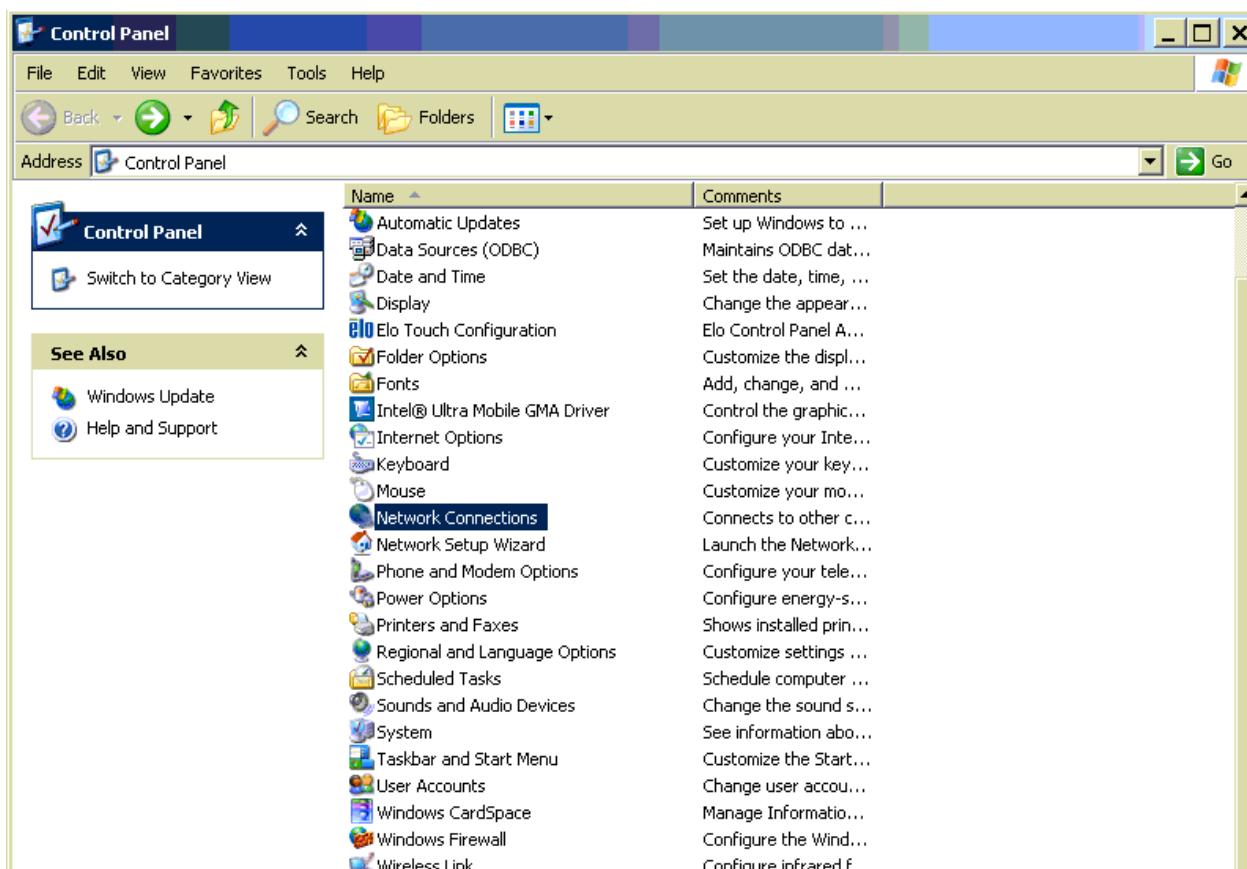 Control Panel
File Edit View Favorites Tools Help
Back Search Folders
Address Control Panel Go
Control Panel
Switch to Category View
See Also
Windows Update
Help and Support
Name Comments
Automatic Updates Set up Windows to ...
Data Sources (ODBC) Maintains ODBC dat...
Date and Time Set the date, time, ...
Display Change the appear...
elo Elo Touch Configuration Elo Control Panel A...
Folder Options Customize the displ...
Fonts Add, change, and ...
Intel® Ultra Mobile GMA Driver Control the graphic...
Internet Options Configure your Inte...
Keyboard Customize your key...
Mouse Customize your mo...
Network Connections Connects to other c...
Network Setup Wizard Launch the Network...
Phone and Modem Options Configure your tele...
Power Options Configure energy-s...
Printers and Faxes Shows installed prin...
Regional and Language Options Customize settings ...
Scheduled Tasks Schedule computer ...
Sounds and Audio Devices Change the sound s...
System See information abo...
Taskbar and Start Menu Customize the Start...
User Accounts Change user accou...
Windows CardSpace Manage Informatio...
Windows Firewall Configure the Wind...
Wireless Link Configure infrared f...